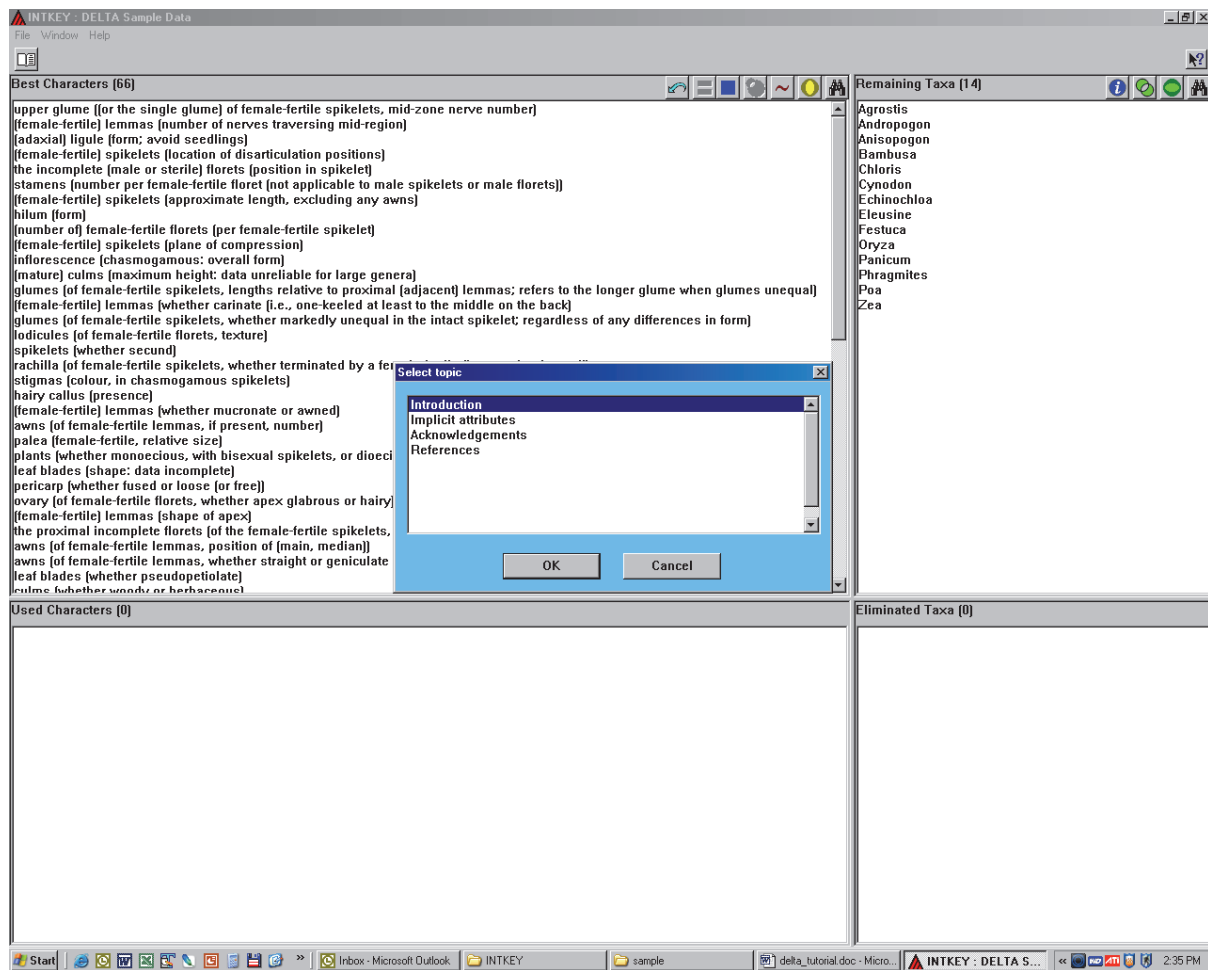 INTKEY : DELTA Sample Data
File Window Help
Best Characters (66)
Remaining Taxa (14)
upper glume ((or the single glume) of female-fertile spikelets, mid-zone nerve number)
(female-fertile) lemmas (number of nerves traversing mid-region)
(adaxial) ligule (form; avoid seedlings)
(female-fertile) spikelets (location of disarticulation positions)
the incomplete (male or sterile) florets (position in spikelet)
stamens (number per female-fertile floret (not applicable to male spikelets or male florets))
(female-fertile) spikelets (approximate length, excluding any awns)
hilum (form)
(number of) female-fertile florets (per female-fertile spikelet)
(female-fertile) spikelets (plane of compression)
inflorescence (chasmogamous: overall form)
(mature) culms (maximum height: data unreliable for large genera)
glumes (of female-fertile spikelets, lengths relative to proximal (adjacent) lemmas; refers to the longer glume when glumes unequal)
(female-fertile) lemmas (whether carinate (i.e., one-keeled at least to the middle on the back)
glumes (of female-fertile spikelets, whether markedly unequal in the intact spikelet; regardless of any differences in form)
lodicules (of female-fertile florets, texture)
spikelets (whether secund)
rachilla (of female-fertile spikelets, whether terminated by a
stigmas (colour, in chasmogamous spikelets)
hairy callus (presence)
(female-fertile) lemmas (whether mucronate or awned)
awns (of female-fertile lemmas, if present, number)
palea (female-fertile, relative size)
plants (whether monoecious, with bisexual spikelets, or dioeci
leaf blades (shape: data incomplete)
pericarp (whether fused or loose (or free))
ovary (of female-fertile florets, whether apex glabrous or hairy)
(female-fertile) lemmas (shape of apex)
the proximal incomplete florets (of the female-fertile spikelets,
awns (of female-fertile lemmas, position of (main, median))
awns (of female-fertile lemmas, whether straight or geniculate
leaf blades (whether pseudopetiolate)
culms (whether woody or herbaceous)
Agrostis
Andropogon
Anisopogon
Bambusa
Chloris
Cynodon
Echinochloa
Eleusine
Festuca
Oryza
Panicum
Phragmites
Poa
Zea
Select topic
Introduction
Implicit attributes
Acknowledgements
References
OK Cancel
Used Characters (0)
Eliminated Taxa (0)
Start Inbox - Microsoft Outlook INTKEY sample delta_tutorial.doc - Micro... INTKEY : DELTA S... 2:35 PM